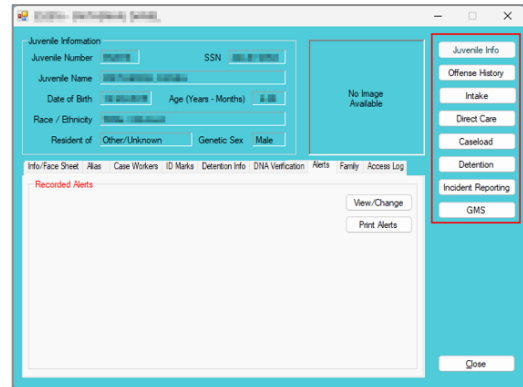 Juvenile Information
Juvenile Number
SSN
Juvenile Name
Date of Birth
Age (Years - Months)
Race / Ethnicity
Resident of Other/Unknown
Genetic Sex Male
No Image
Available
Info/Face Sheet Alias Case Workers ID Marks Detention Info DNA Verification Alerts Family Access Log
Recorded Alerts
View/Change
Print Alerts
Juvenile Info
Offense History
Intake
Direct Care
Caseload
Detention
Incident Reporting
GMS
Close